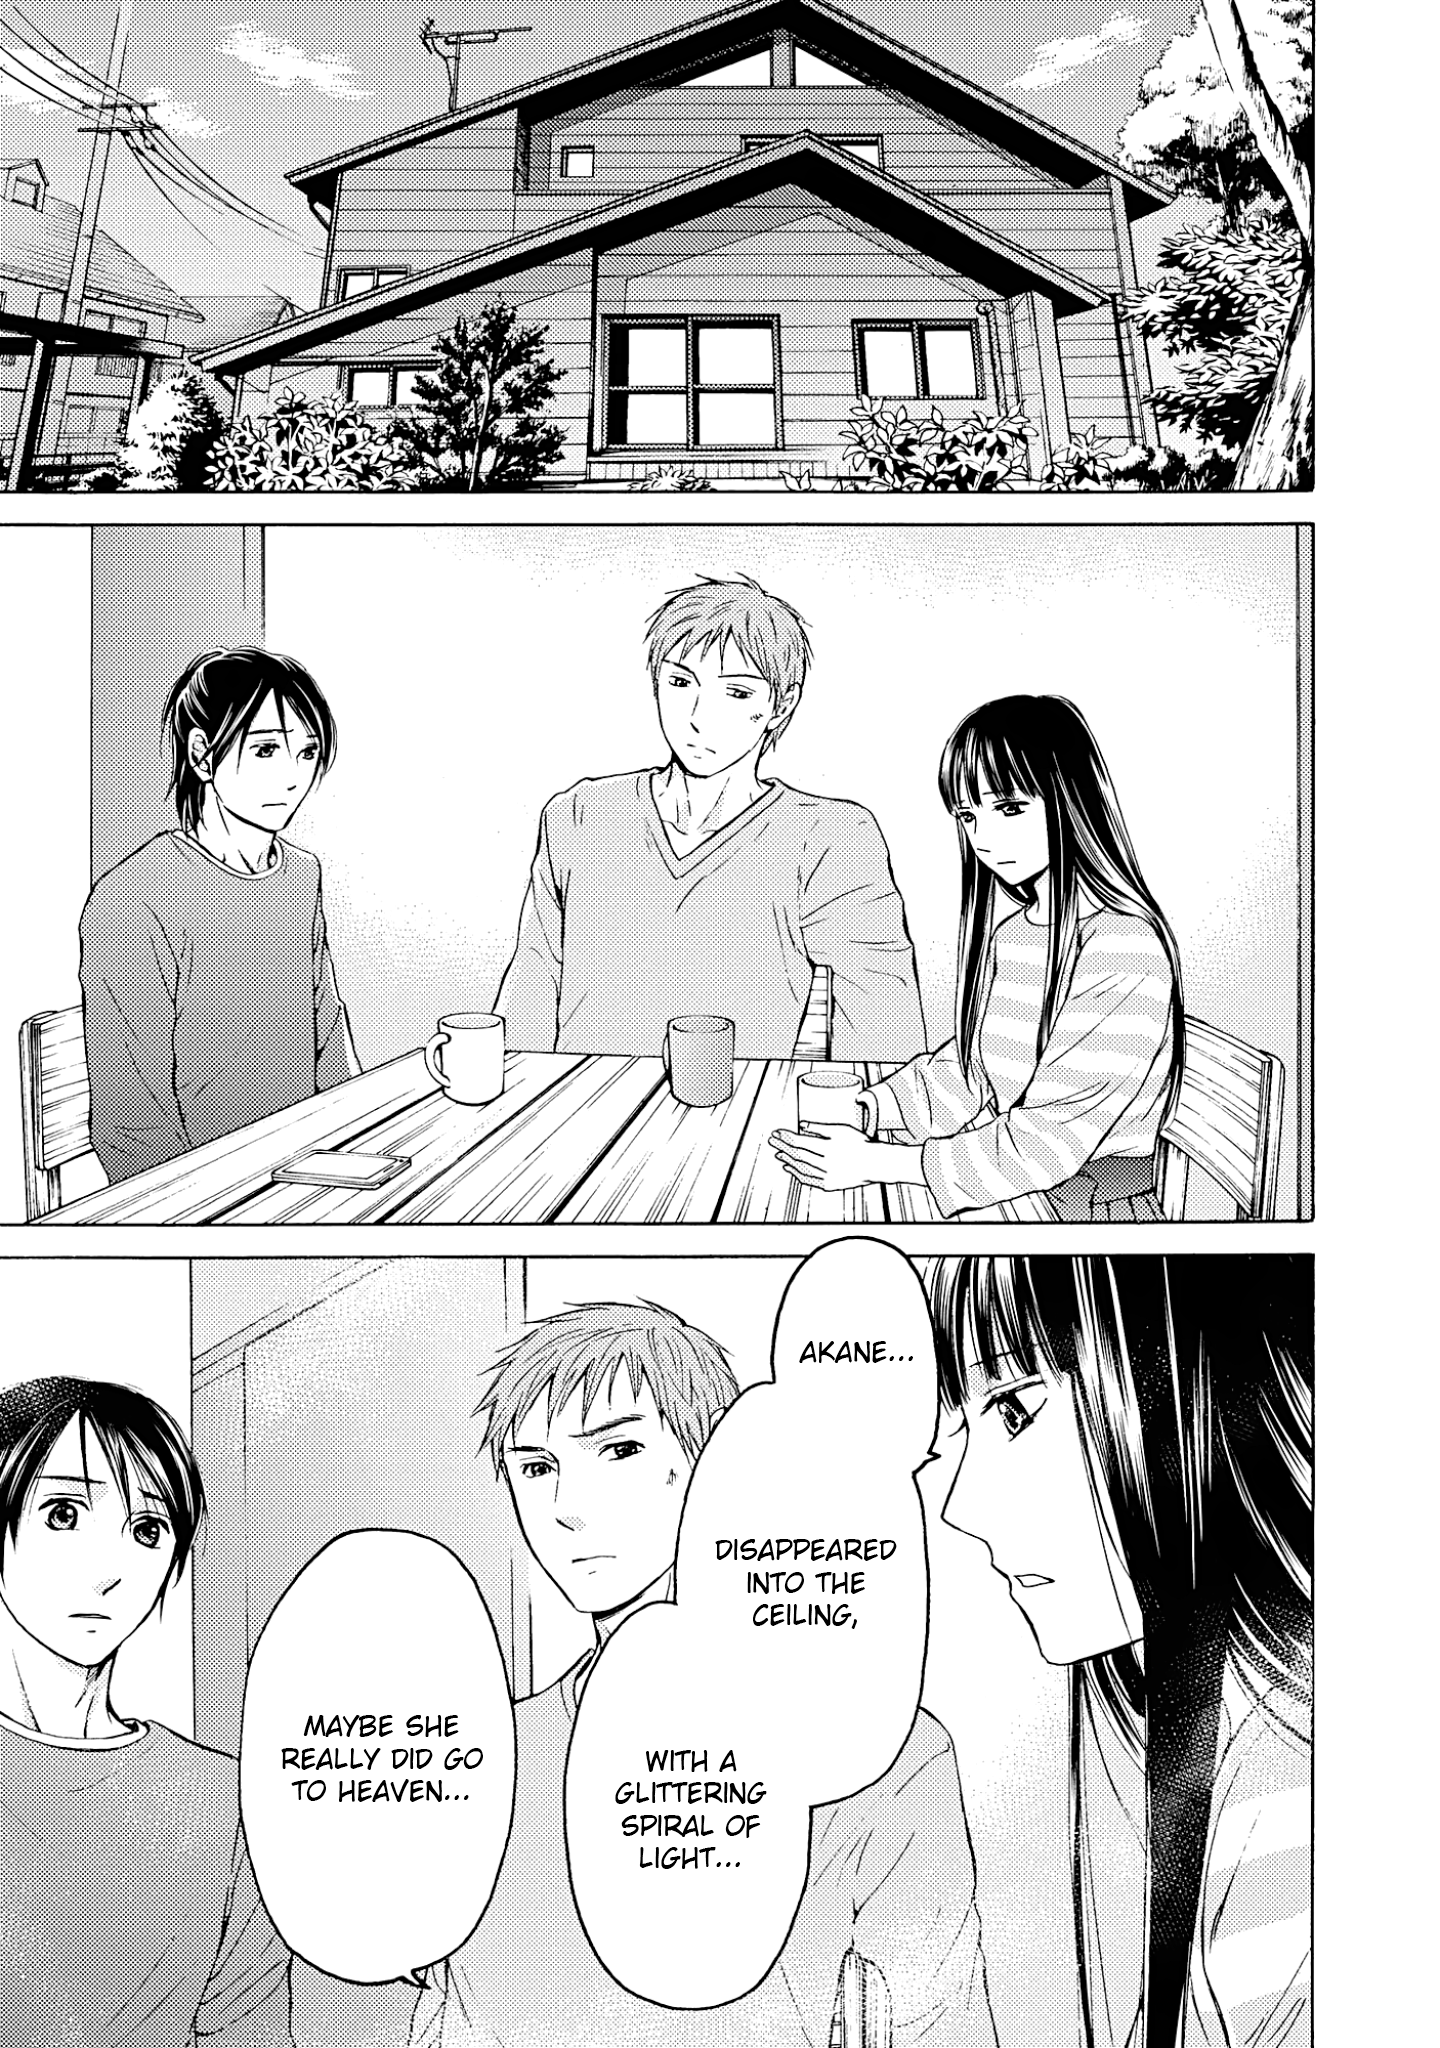 AKANE...
DISAPPEARED
INTO THE
CEILING,
WITH A
GLITTERING
SPIRAL OF
LIGHT...
MAYBE SHE
REALLY DID GO
TO HEAVEN...